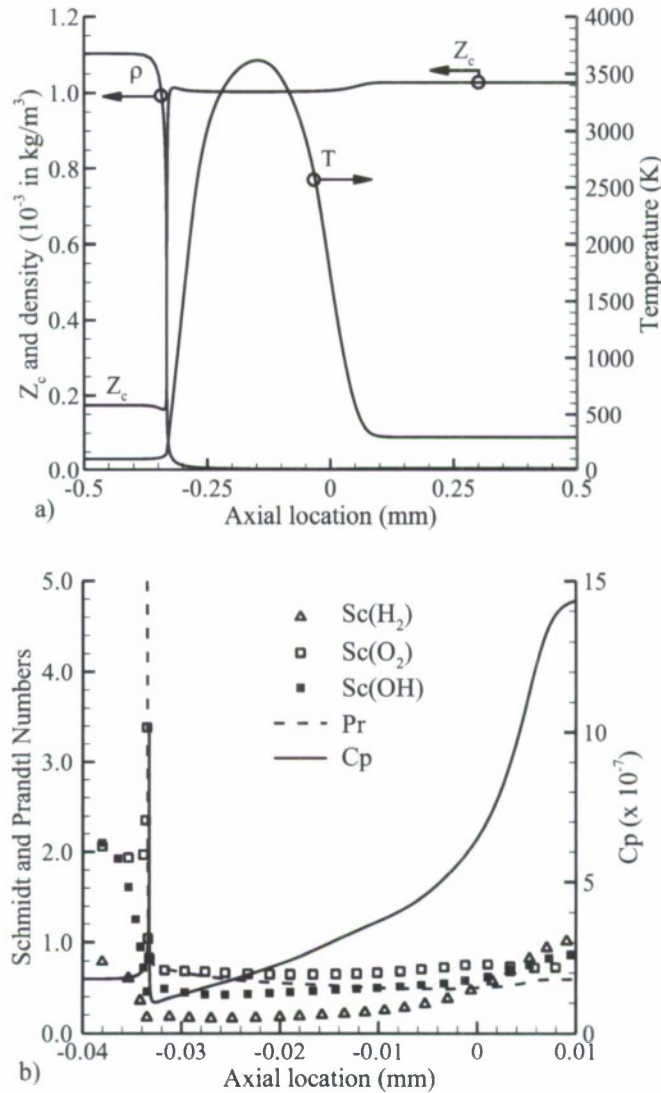 Z_c and density (10⁻³ in kg/m³)
1.2
1.0
0.8
0.6
0.4
0.2
0.0
ρ
Z_c
T
Z_c
4000
3500
3000
2500
2000
1500
1000
500
0
Temperature (K)
-0.5
-0.25
0
0.25
0.5
a)
Axial location (mm)
Schmidt and Prandtl Numbers
5.0
4.0
3.0
2.0
1.0
0.0
Sc(H₂)
Sc(O₂)
Sc(OH)
Pr
Cp
15
10
5
0
Cp (x 10⁻⁷)
-0.04
-0.03
-0.02
-0.01
0
0.01
b)
Axial location (mm)